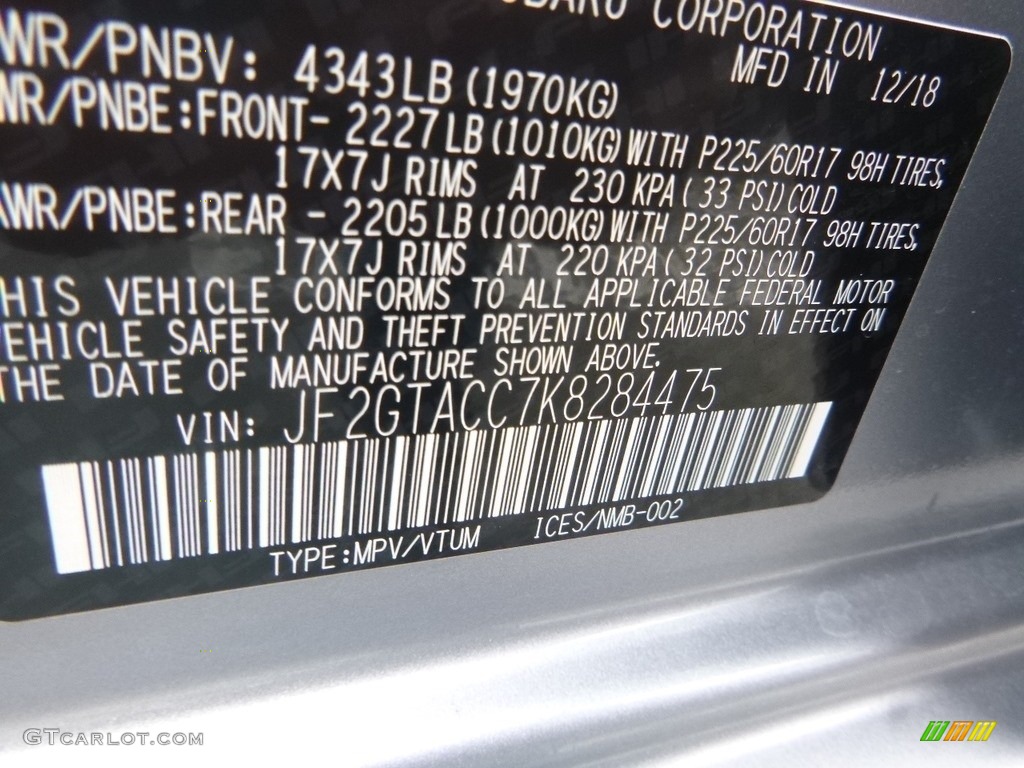 CORPORATION
MFD IN 12/18
WR/PNBV: 4343LB (1970KG)
WR/PNBE:FRONT- 2227LB(1010KG)WITH P225/60R17 98H TIRES,
17X7J RIMS AT 230 KPA(33 PSI)COLD
WR/PNBE:REAR - 2205LB(1000KG)WITH P225/60R17 98H TIRES,
17X7J RIMS AT 220 KPA(32 PSI)COLD
HIS VEHICLE CONFORMS TO ALL APPLICABLE FEDERAL MOTOR
EHICLE SAFETY AND THEFT PREVENTION STANDARDS IN EFFECT ON
THE DATE OF MANUFACTURE SHOWN ABOVE.
VIN: JF2GTACC7K8284475
TYPE:MPV/VTUM ICES/NMB-002
GTCarLot.com